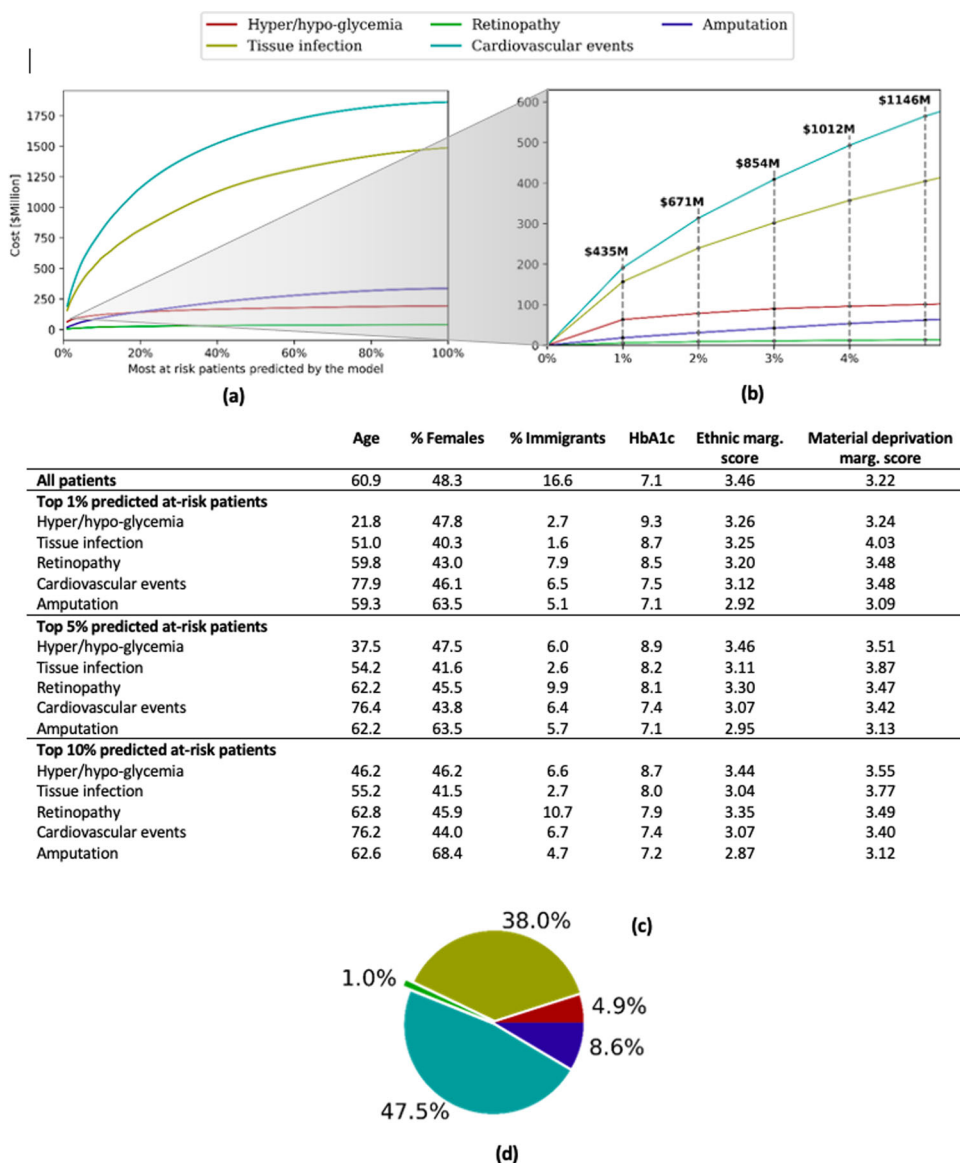 Hyper/hypo-glycemia Retinopathy Amputation
Tissue infection Cardiovascular events
1750
1500
1250
1000
750
500
250
0
Cost [$Million]
0% 20% 40% 60% 80% 100%
Most at risk patients predicted by the model
(a)
600
500
400
300
200
100
0
$435M
$671M
$854M
$1012M
$1146M
0% 1% 2% 3% 4%
(b)
Age % Females % Immigrants HbA1c Ethnic marg. Material deprivation
score marg. score
All patients 60.9 48.3 16.6 7.1 3.46 3.22
Top 1% predicted at-risk patients
Hyper/hypo-glycemia 21.8 47.8 2.7 9.3 3.26 3.24
Tissue infection 51.0 40.3 1.6 8.7 3.25 4.03
Retinopathy 59.8 43.0 7.9 8.5 3.20 3.48
Cardiovascular events 77.9 46.1 6.5 7.5 3.12 3.48
Amputation 59.3 63.5 5.1 7.1 2.92 3.09
Top 5% predicted at-risk patients
Hyper/hypo-glycemia 37.5 47.5 6.0 8.9 3.46 3.51
Tissue infection 54.2 41.6 2.6 8.2 3.11 3.87
Retinopathy 62.2 45.5 9.9 8.1 3.30 3.47
Cardiovascular events 76.4 43.8 6.4 7.4 3.07 3.42
Amputation 62.2 63.5 5.7 7.1 2.95 3.13
Top 10% predicted at-risk patients
Hyper/hypo-glycemia 46.2 46.2 6.6 8.7 3.44 3.55
Tissue infection 55.2 41.5 2.7 8.0 3.04 3.77
Retinopathy 62.8 45.9 10.7 7.9 3.35 3.49
Cardiovascular events 76.2 44.0 6.7 7.4 3.07 3.40
Amputation 62.6 68.4 4.7 7.2 2.87 3.12
(c)
38.0%
1.0%
4.9%
8.6%
47.5%
(d)